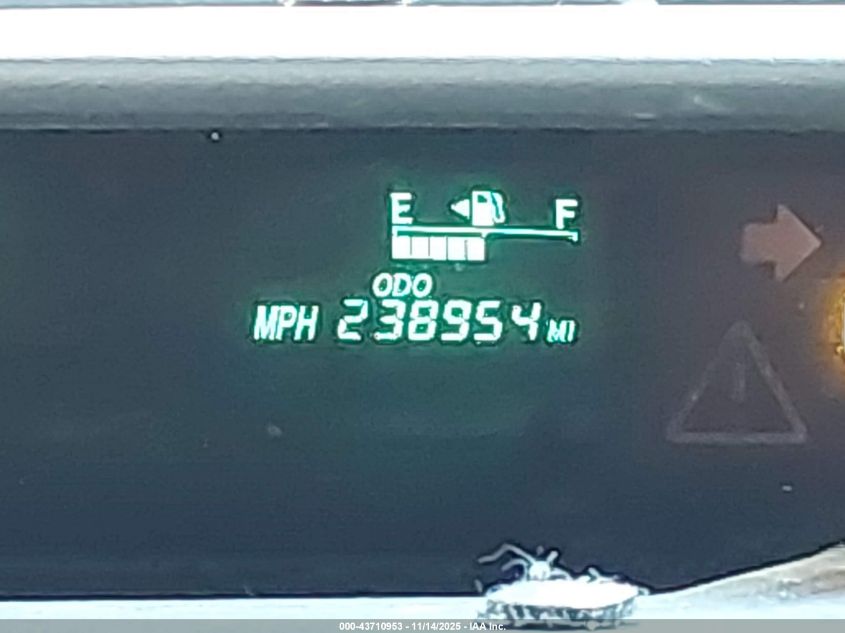 E F
ODO
MPH 238954 MI
000-43710953 - 11/14/2025 - IAA Inc.